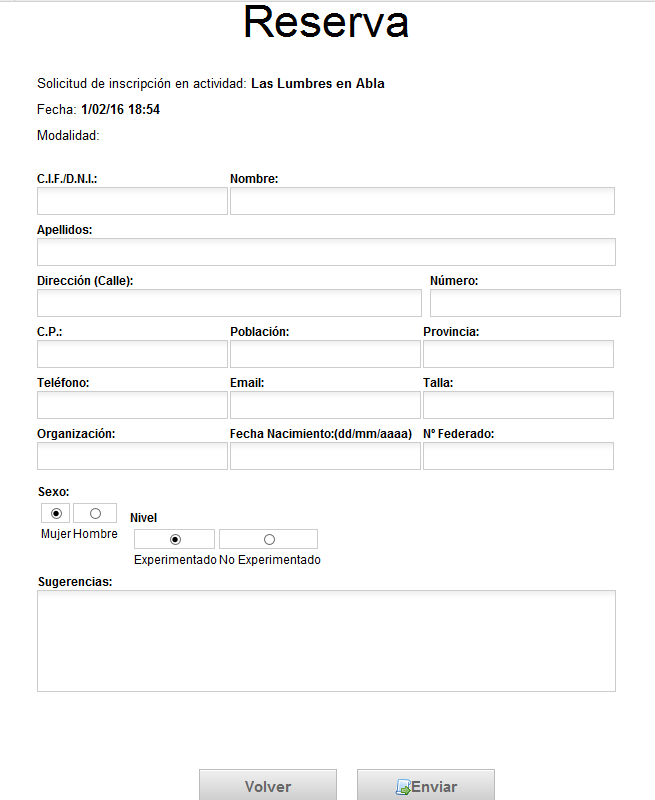 Reserva
Solicitud de inscripción en actividad: Las Lumbres en Abla
Fecha: 1/02/16 18:54
Modalidad:
C.I.F./D.N.I.: Nombre:
Apellidos:
Dirección (Calle): Número:
C.P.: Población: Provincia:
Teléfono: Email: Talla:
Organización: Fecha Nacimiento:(dd/mm/aaaa) Nº Federado:
Sexo:
Mujer Hombre
Nivel
Experimentado No Experimentado
Sugerencias:
Volver Enviar